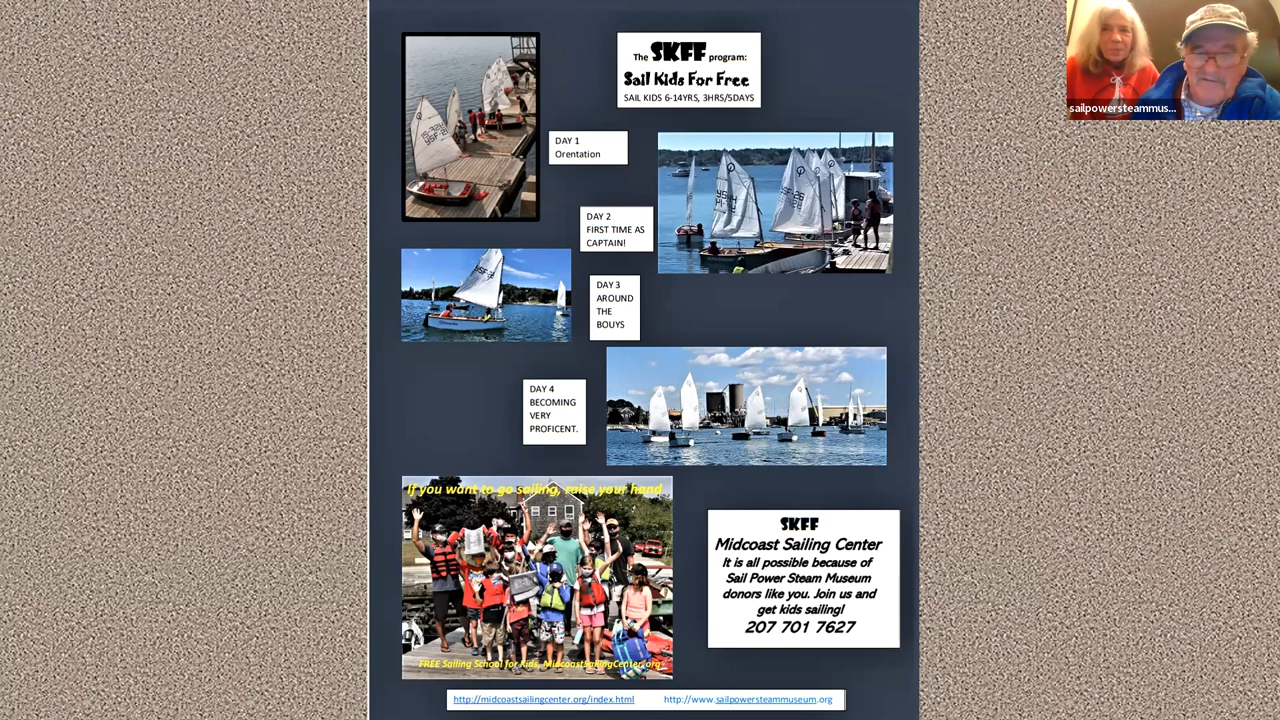 The SKFF program:
Sail Kids For Free
SAIL KIDS 6-14YRS, 3HRS/5DAYS
DAY 1
Orentation
DAY 2
FIRST TIME AS
CAPTAIN!
DAY 3
AROUND
THE
BOUYS
DAY 4
BECOMING
VERY
PROFICENT.
If you want to go sailing, raise your hand
FREE Sailing School for Kids, MidcoastSailingCenter.org
SKFF
Midcoast Sailing Center
It is all possible because of
Sail Power Steam Museum
donors like you. Join us and
get kids sailing!
207 701 7627
http://midcoastsailingcenter.org/index.html http://www.sailpowersteammuseum.org
sailpowersteammus...